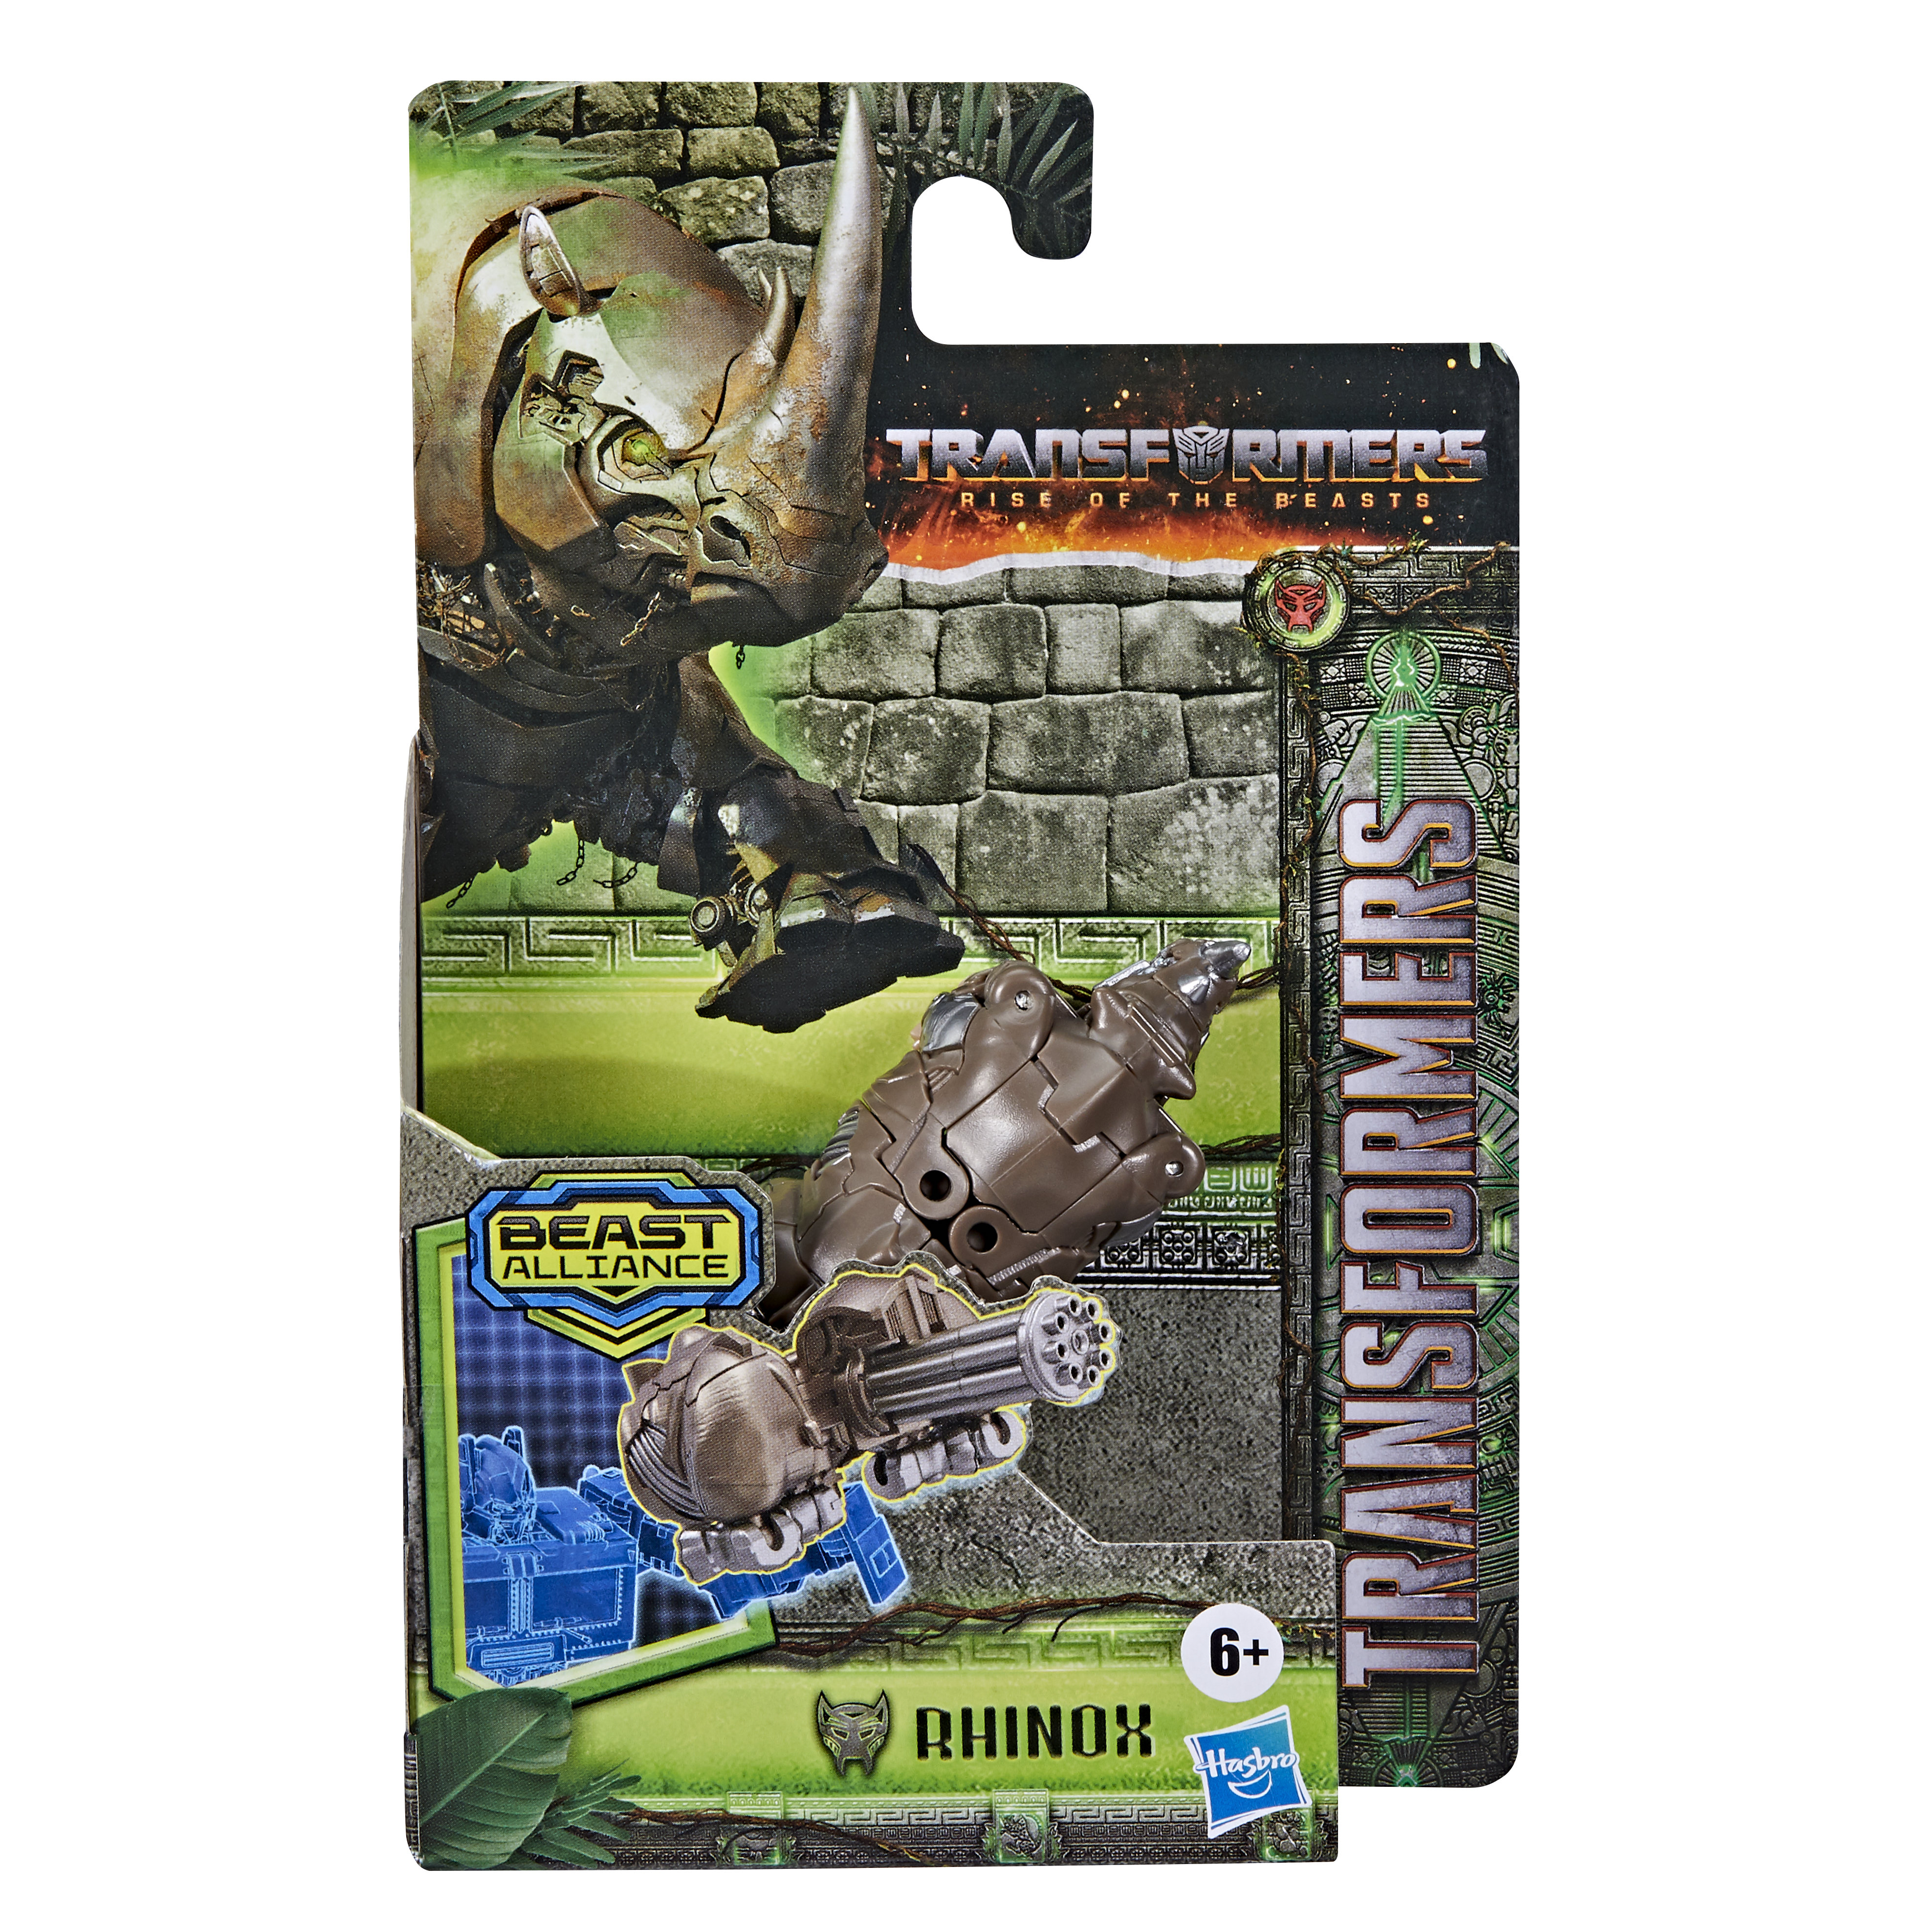 TRANSFORMERS
RISE OF THE BEASTS
TRANSFORMERS
BEAST
ALLIANCE
6+
RHINOX
Hasbro